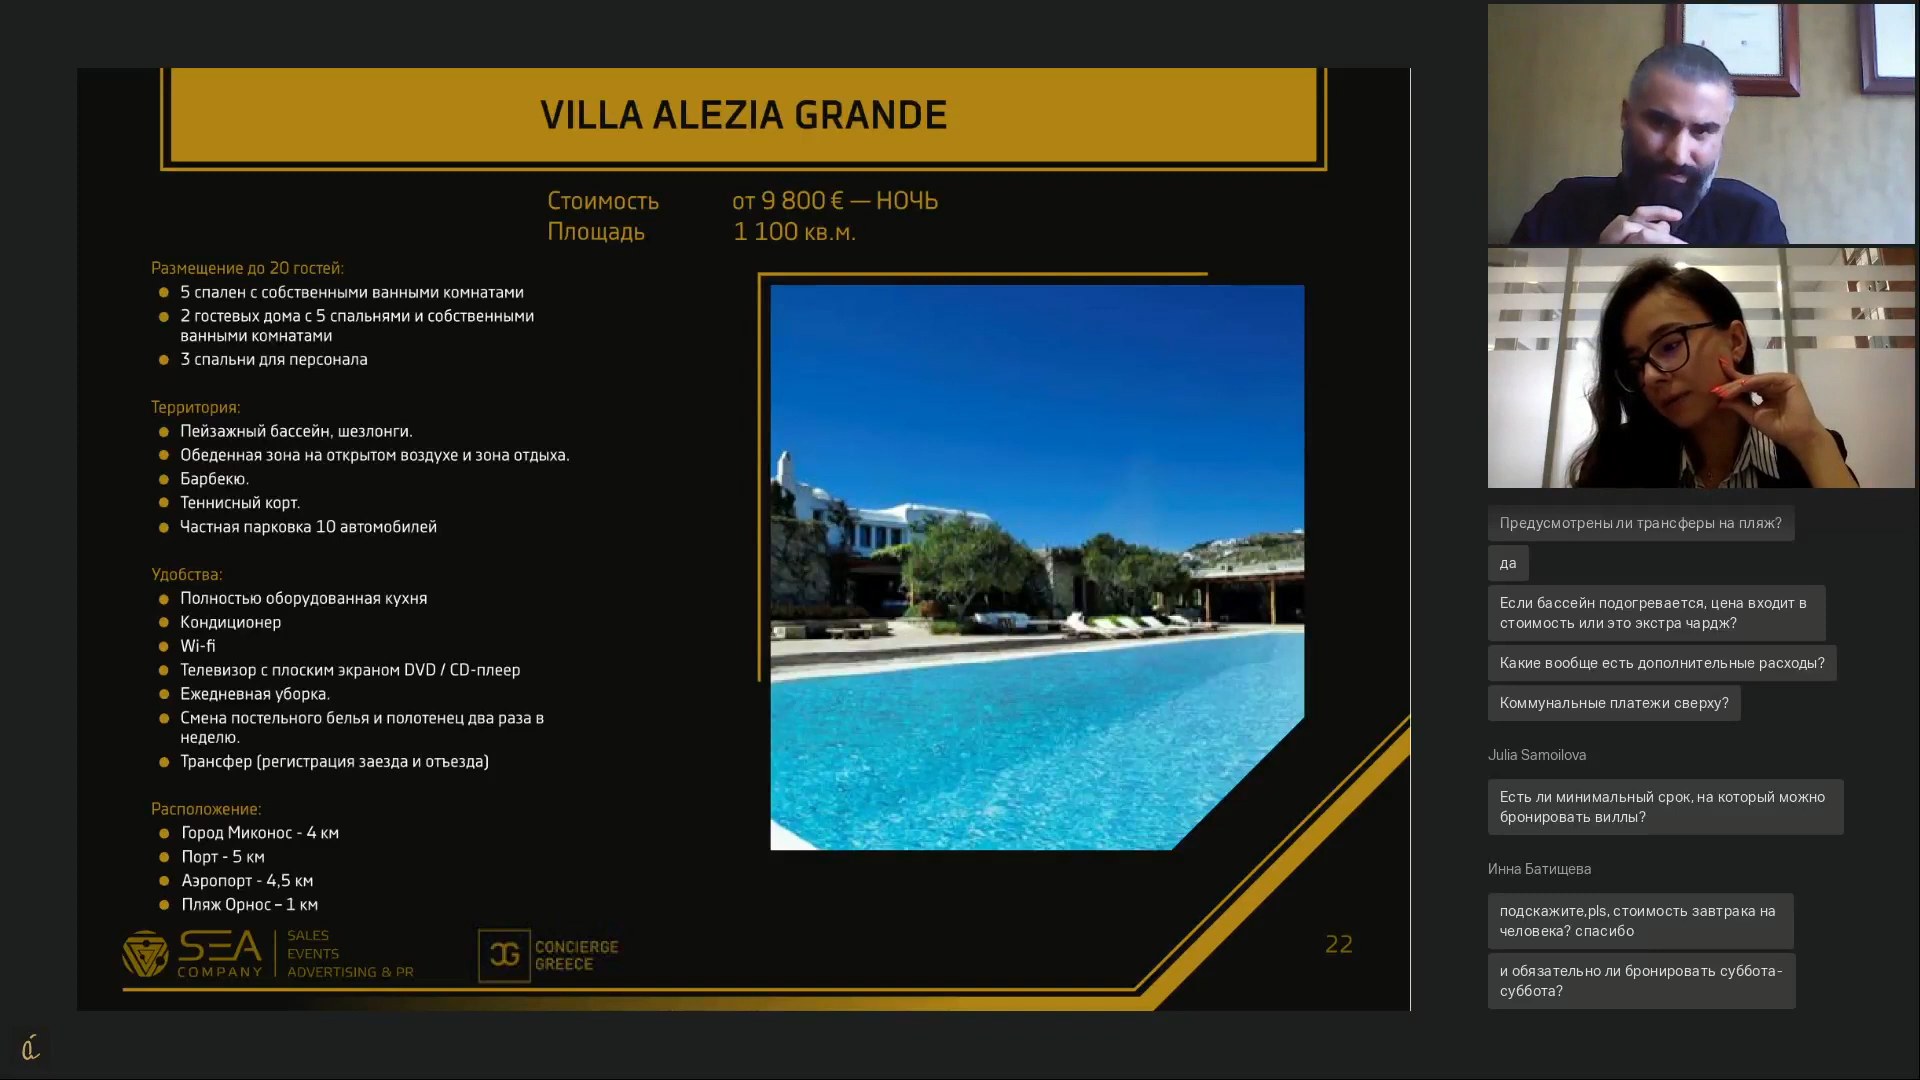 VILLA ALEZIA GRANDE
Стоимость от 9 800 € — НОЧЬ
Площадь 1 100 кв.м.
Размещение до 20 гостей:
5 спален с собственными ванными комнатами
2 гостевых дома с 5 спальнями и собственными
ванными комнатами
3 спальни для персонала
Территория:
Пейзажный бассейн, шезлонги.
Обеденная зона на открытом воздухе и зона отдыха.
Барбекю.
Теннисный корт.
Частная парковка 10 автомобилей
Удобства:
Полностью оборудованная кухня
Кондиционер
Wi-fi
Телевизор с плоским экраном DVD / CD-плеер
Ежедневная уборка.
Смена постельного белья и полотенец два раза в
неделю.
Трансфер (регистрация заезда и отъезда)
Расположение:
Город Миконос - 4 км
Порт - 5 км
Аэропорт - 4,5 км
Пляж Орнос – 1 км
SEA
COMPANY
SALES
EVENTS
ADVERTISING & PR
CG
CONCIERGE
GREECE
22
á
Предусмотрены ли трансферы на пляж?
да
Если бассейн подогревается, цена входит в
стоимость или это экстра чардж?
Какие вообще есть дополнительные расходы?
Коммунальные платежи сверху?
Julia Samoilova
Есть ли минимальный срок, на который можно
бронировать виллы?
Инна Батищева
подскажите,pls, стоимость завтрака на
человека? спасибо
и обязательно ли бронировать суббота-
суббота?